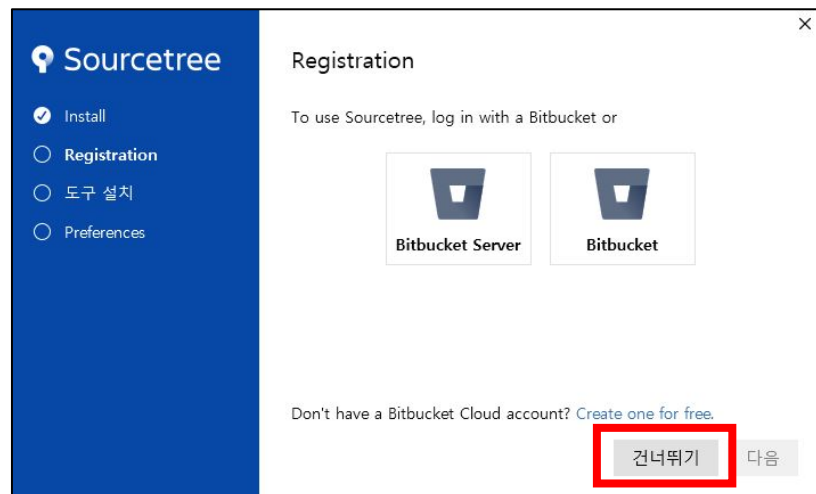 Sourcetree
Install
Registration
도구 설치
Preferences
Registration
To use Sourcetree, log in with a Bitbucket or
Bitbucket Server
Bitbucket
Don't have a Bitbucket Cloud account? Create one for free.
건너뛰기
다음